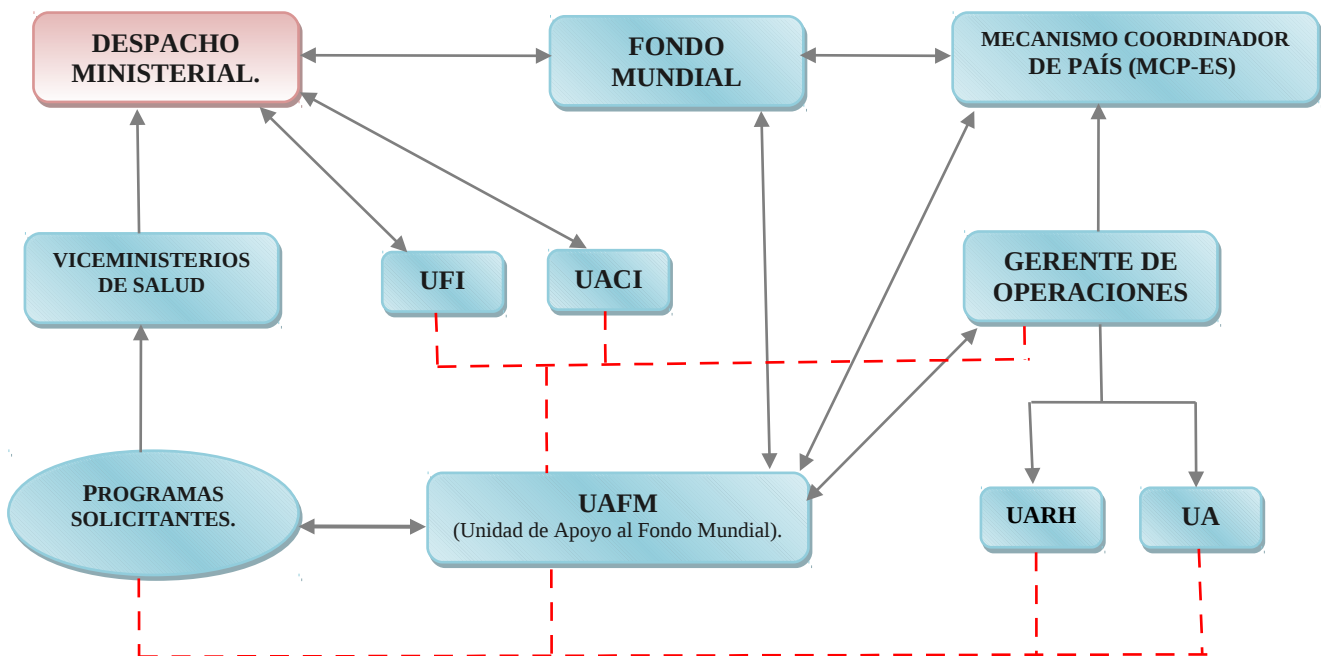 DESPACHO
MINISTERIAL.
FONDO
MUNDIAL
MECANISMO COORDINADOR
DE PAÍS (MCP-ES)
VICEMINISTERIOS
DE SALUD
UFI
UACI
GERENTE DE
OPERACIONES
PROGRAMAS
SOLICITANTES.
UAFM
(Unidad de Apoyo al Fondo Mundial).
UARH
UA